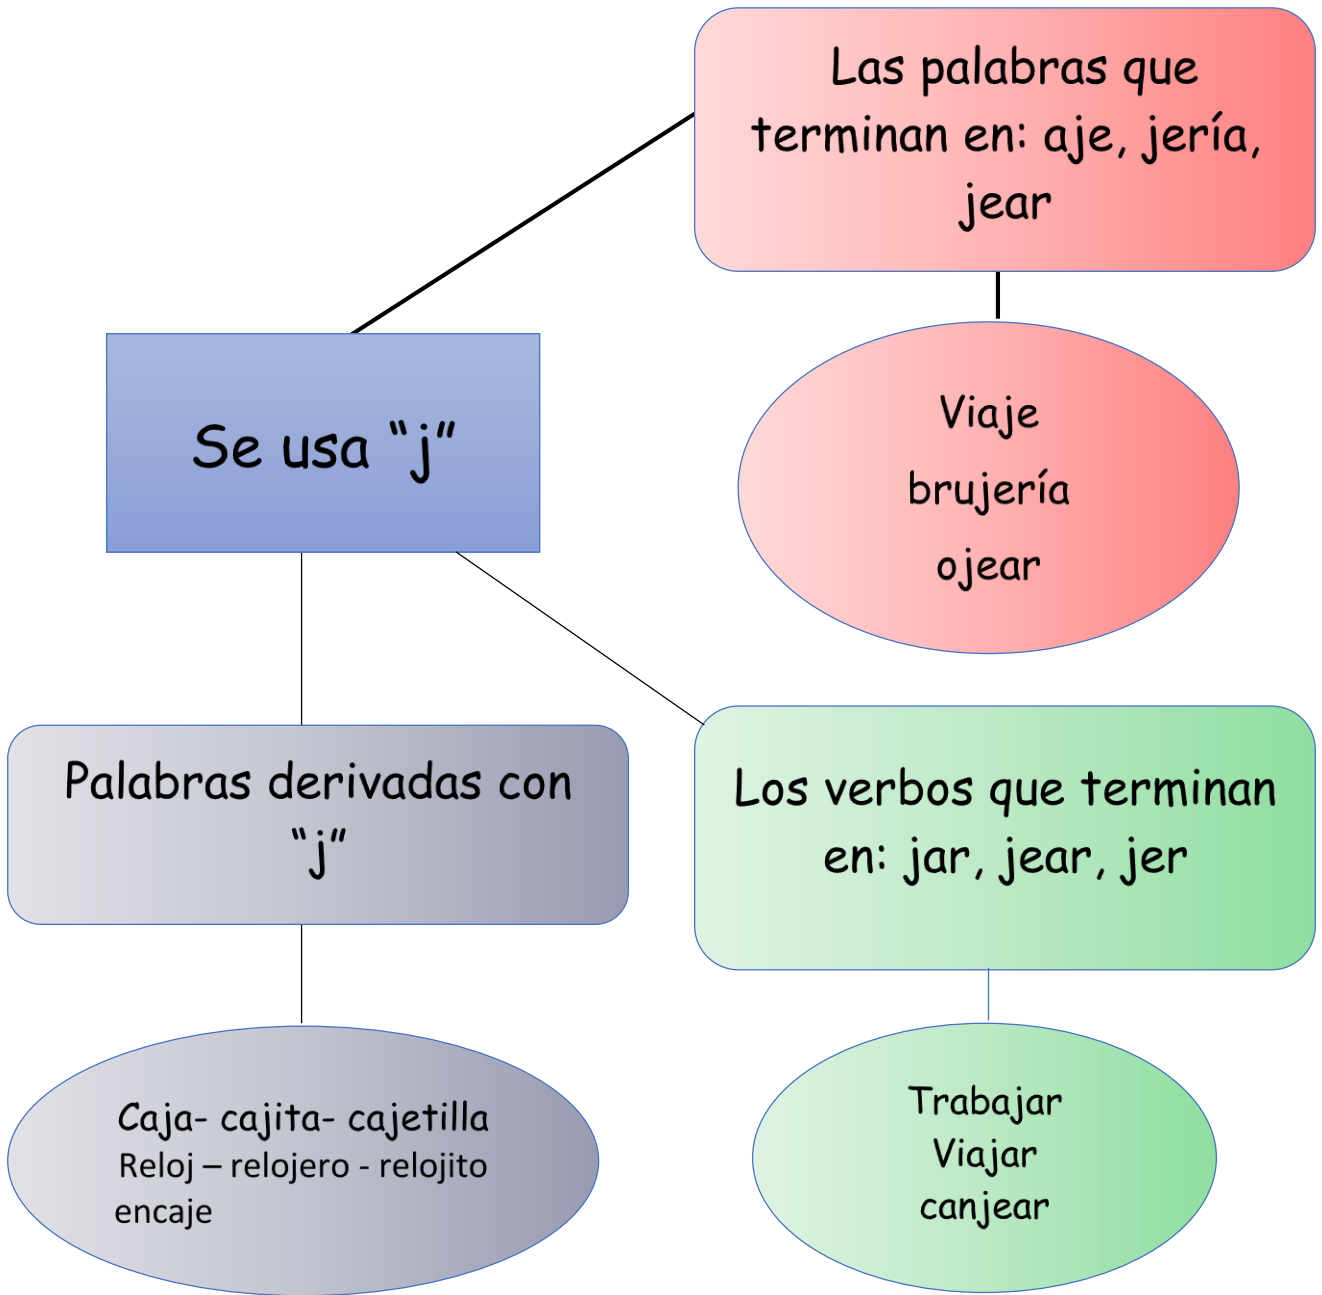 Las palabras que
terminan en: aje, jería,
jear
Se usa “j”
Viaje
brujería
ojear
Palabras derivadas con
“j”
Los verbos que terminan
en: jar, jear, jer
Caja- cajita- cajetilla
Reloj – relojero - relojito
encaje
Trabajar
Viajar
canjear